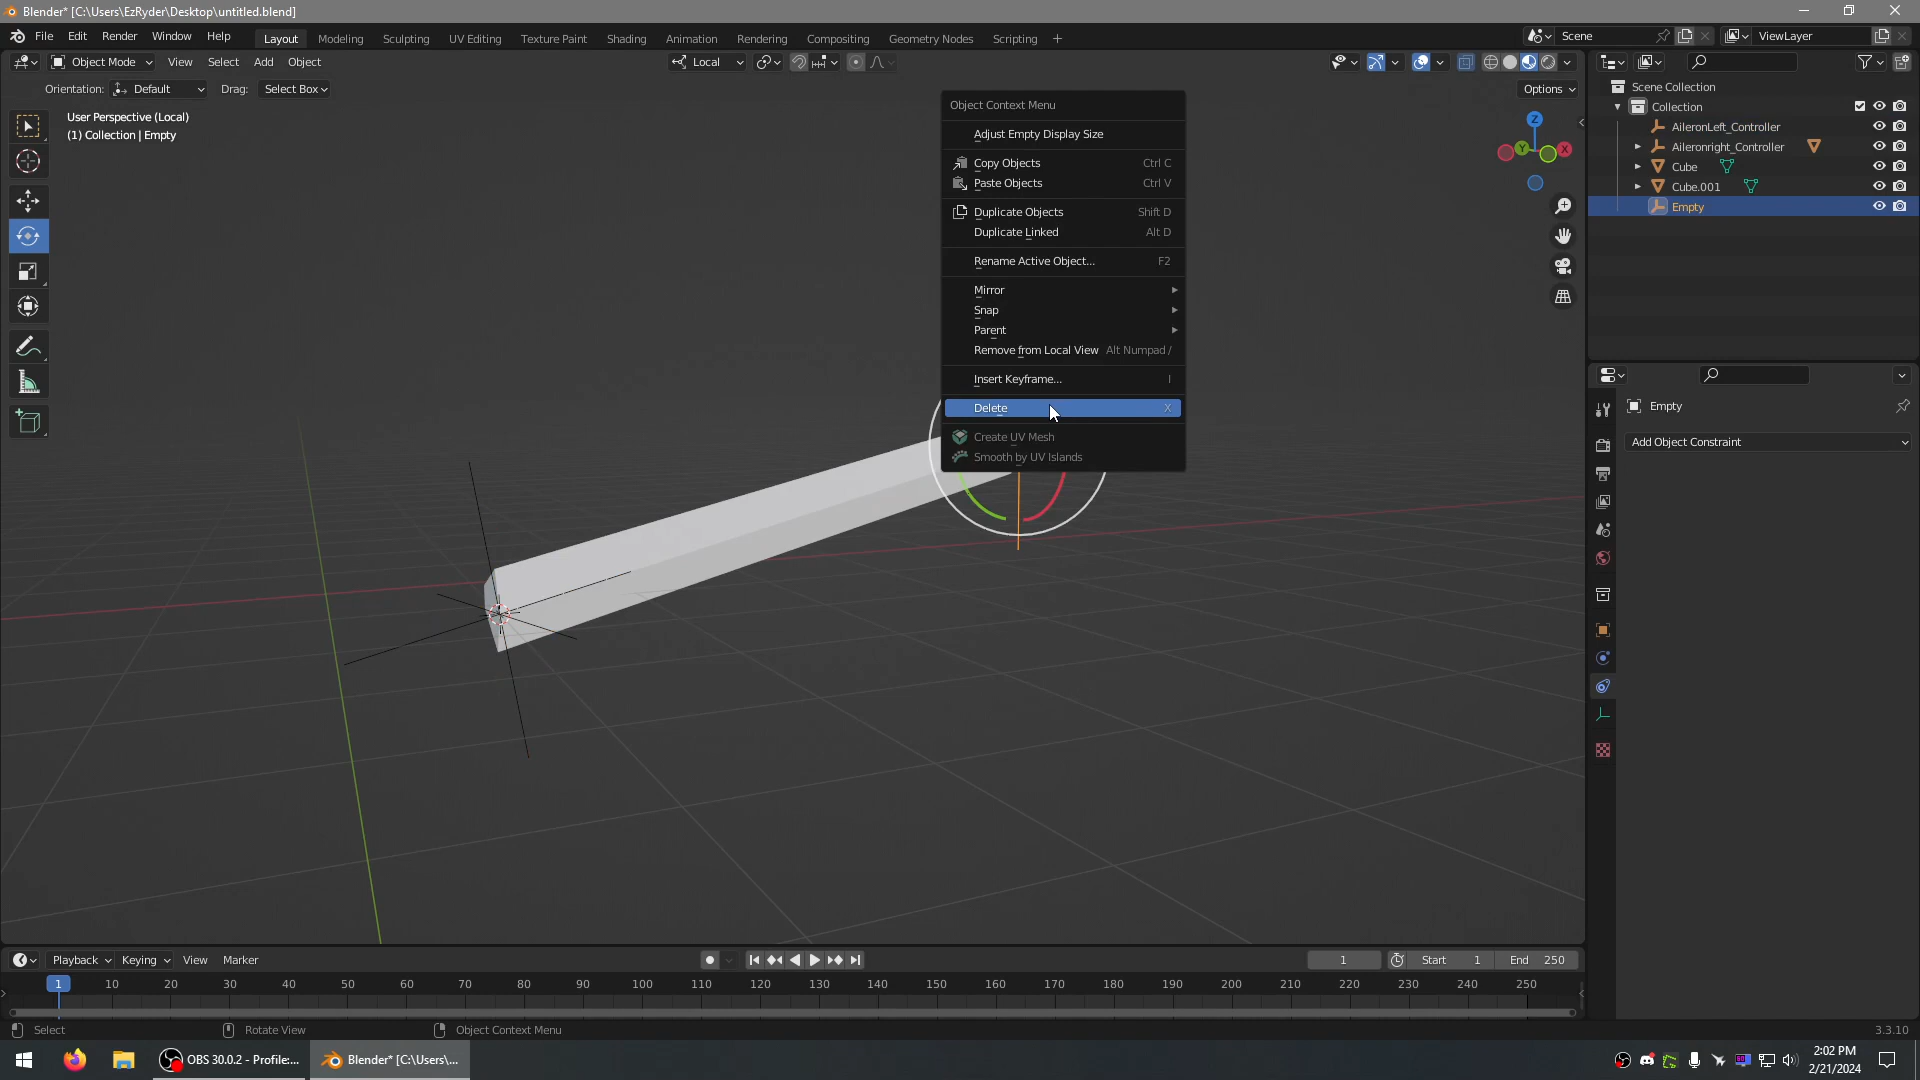 Blender* [C:\Users\EzRyder\Desktop\untitled.blend]
File Edit Render Window Help Layout Modeling Sculpting UV Editing Texture Paint Shading Animation Rendering Compositing Geometry Nodes Scripting + Scene ViewLayer
Object Mode View Select Add Object Local
Orientation: Default Drag: Select Box Options
User Perspective (Local)
(1) Collection | Empty
Z
Y
X
Object Context Menu
Adjust Empty Display Size
Copy Objects Ctrl C
Paste Objects Ctrl V
Duplicate Objects Shift D
Duplicate Linked Alt D
Rename Active Object... F2
Mirror
Snap
Parent
Remove from Local View Alt Numpad /
Insert Keyframe... I
Delete X
Create UV Mesh
Smooth by UV Islands
Scene Collection
Collection
AileronLeft_Controller
Aileronright_Controller
Cube
Cube.001
Empty
Empty
Add Object Constraint
Playback Keying View Marker 1 Start 1 End 250
1 10 20 30 40 50 60 70 80 90 100 110 120 130 140 150 160 170 180 190 200 210 220 230 240 250
Select Rotate View Object Context Menu 3.3.10
OBS 30.0.2 - Profile:... Blender* [C:\Users\... 2:02 PM
2/21/2024